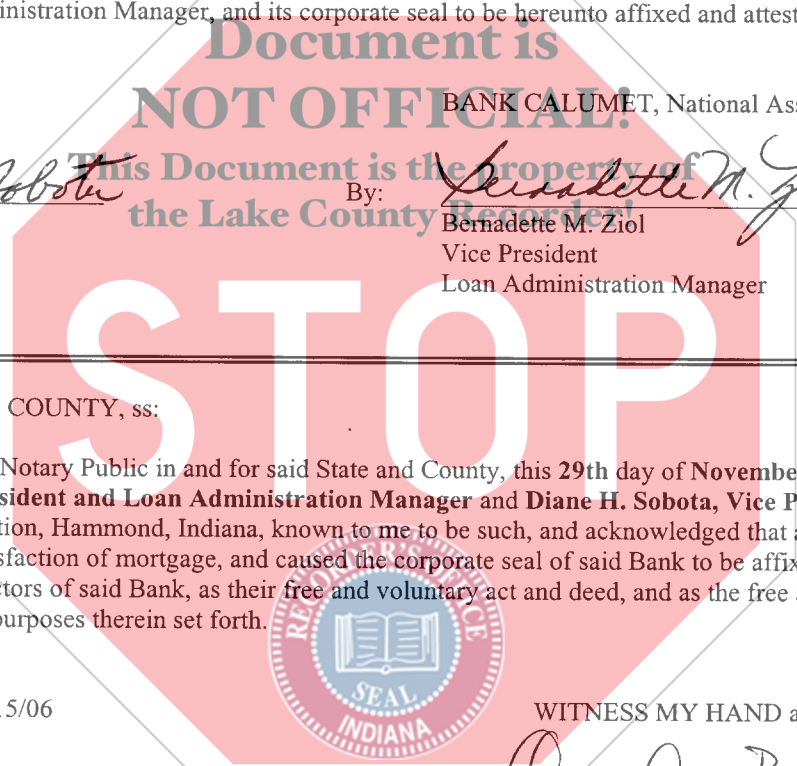 inistration Manager, and its corporate seal to be hereunto affixed and attest
Document is
NOT OFFICIAL!
BANK CALUMET, National Ass
This Document is the property of
the Lake County Recorder!
Sobota
By:
Bernadette M.
Bernadette M. Ziol
Vice President
Loan Administration Manager
STOP
COUNTY, ss:
Notary Public in and for said State and County, this 29th day of Novembe
sident and Loan Administration Manager and Diane H. Sobota, Vice P
tion, Hammond, Indiana, known to me to be such, and acknowledged that a
sfaction of mortgage, and caused the corporate seal of said Bank to be affix
ctors of said Bank, as their free and voluntary act and deed, and as the free
purposes therein set forth.
RECORDER'S OFFICE
SEAL
INDIANA
15/06
WITNESS MY HAND a